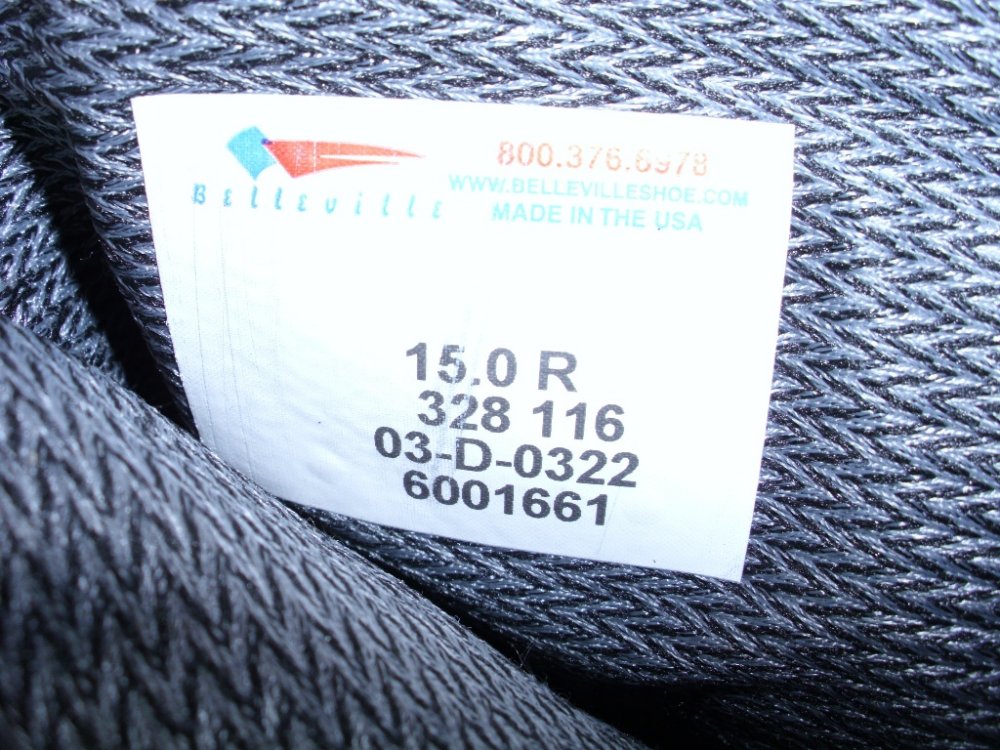 800.376.6978
WWW.BELLEVILLESHOE.COM
Belleville
MADE IN THE USA
15.0 R
328 116
03-D-0322
6001661